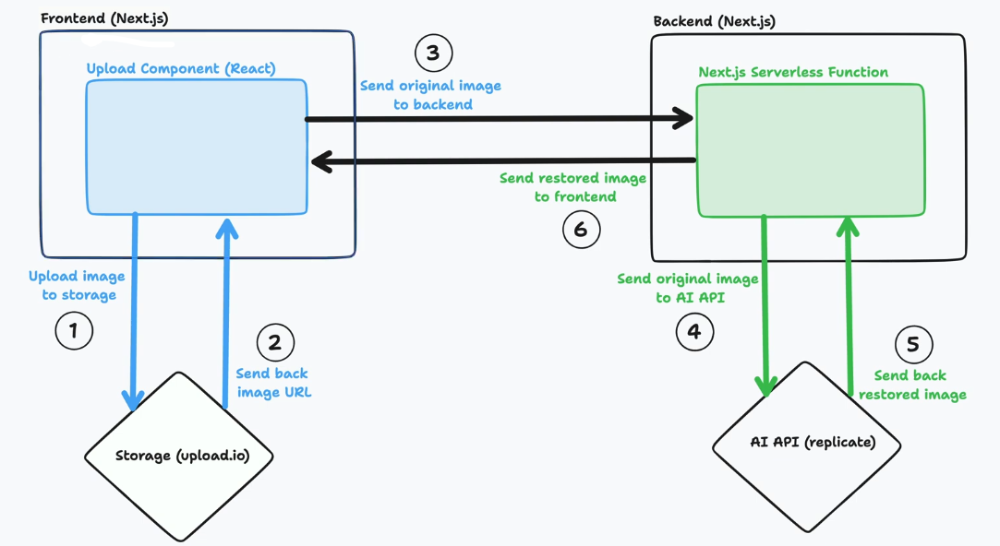 Frontend (Next.js)
Backend (Next.js)
Upload Component (React)
Next.js Serverless Function
3
Send original image
to backend
Send restored image
to frontend
6
Upload image
to storage
1
2
Send back
image URL
Send original image
to AI API
4
5
Send back
restored image
Storage (upload.io)
AI API (replicate)